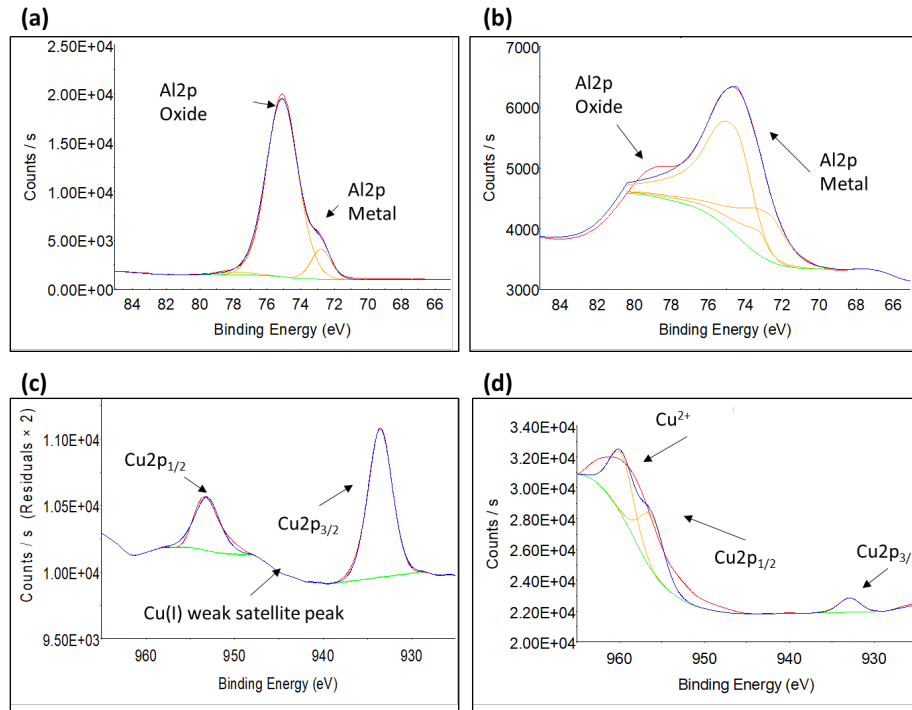 (a)
2.50E+04
2.00E+04
1.50E+04
1.00E+04
5.00E+03
0.00E+00
Counts / s
Al2p
Oxide
Al2p
Metal
84 82 80 78 76 74 72 70 68 66
Binding Energy (eV)
(b)
7000
6000
5000
4000
3000
Counts / s
Al2p
Oxide
Al2p
Metal
84 82 80 78 75 73 72 70 68 66
Binding Energy (eV)
(c)
1.10E+04
1.05E+04
1.00E+04
9.50E+03
Counts / s (Residuals × 2)
Cu2p1/2
Cu2p3/2
Cu(I) weak satellite peak
960 950 940 930
Binding Energy (eV)
(d)
3.40E+04
3.20E+04
3.00E+04
2.80E+04
2.60E+04
2.40E+04
2.20E+04
2.00E+04
Counts / s
Cu2+
Cu2p1/2
Cu2p3/
960 950 940 930
Binding Energy (eV)